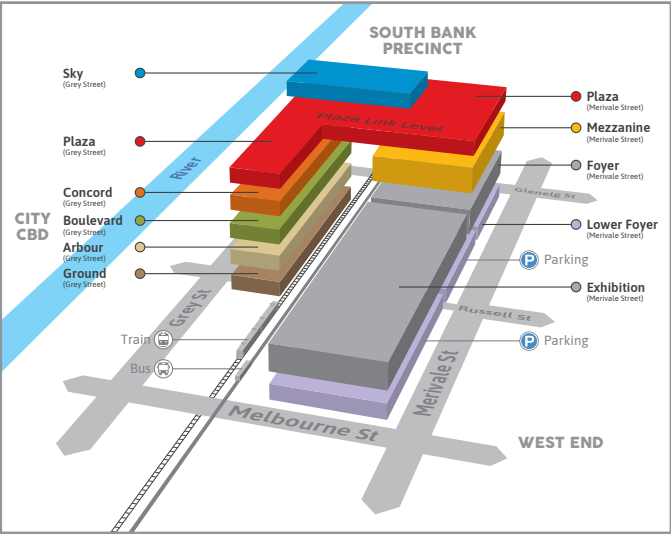 SOUTH BANK
PRECINCT
Sky
(Grey Street)
Plaza
(Merivale Street)
Plaza Link Level
Mezzanine
(Merivale Street)
Plaza
(Grey Street)
River
Foyer
(Merivale Street)
Concord
(Grey Street)
Glenelg St
CITY
CBD
Boulevard
(Grey Street)
Lower Foyer
(Merivale Street)
Arbour
(Grey Street)
P Parking
Ground
(Grey Street)
Exhibition
(Merivale Street)
Grey St
Russell St
Train
P Parking
Bus
Merivale St
Melbourne St
WEST END